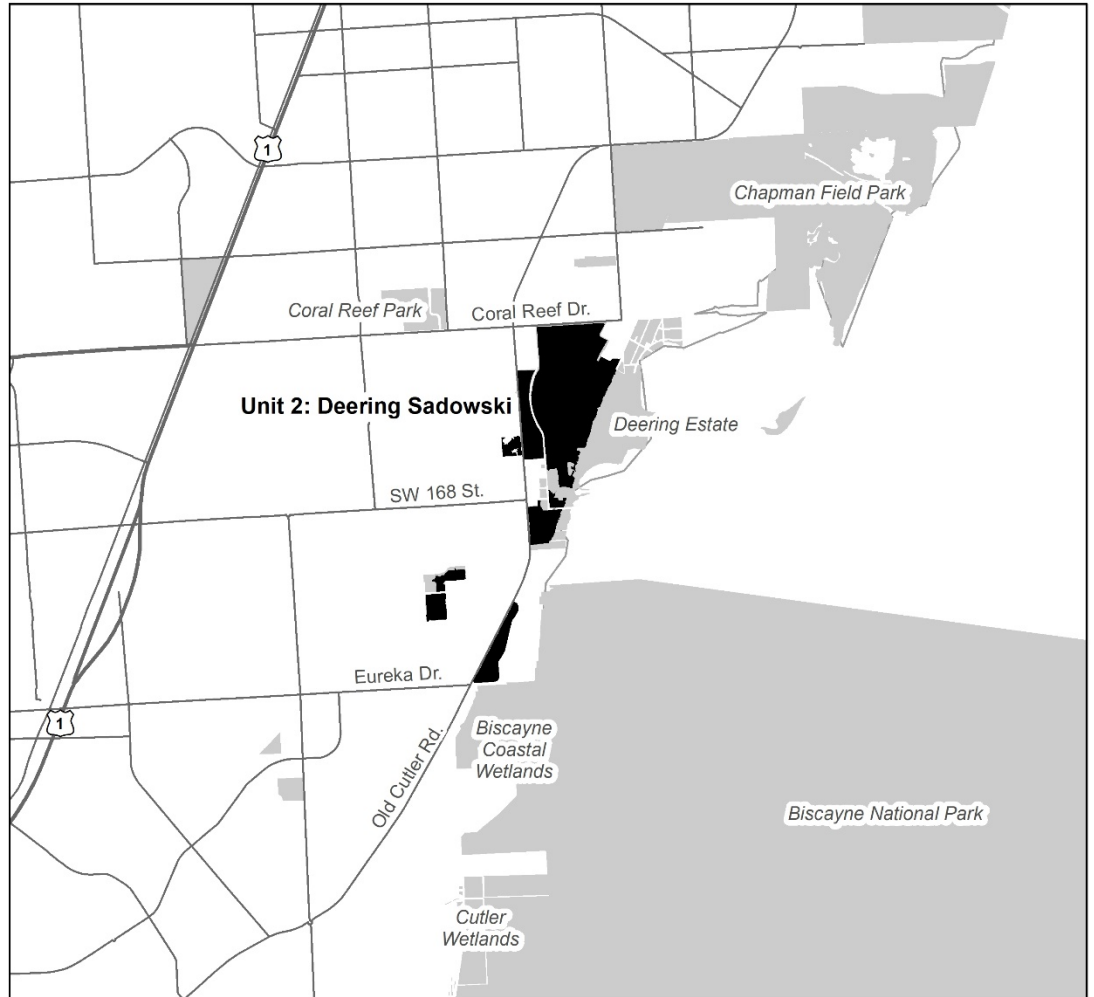 1
Chapman Field Park
Coral Reef Park
Coral Reef Dr.
Unit 2: Deering Sadowski
Deering Estate
SW 168 St.
Eureka Dr.
1
Biscayne
Coastal
Wetlands
Old Cutler Rd.
Biscayne National Park
Cutler
Wetlands